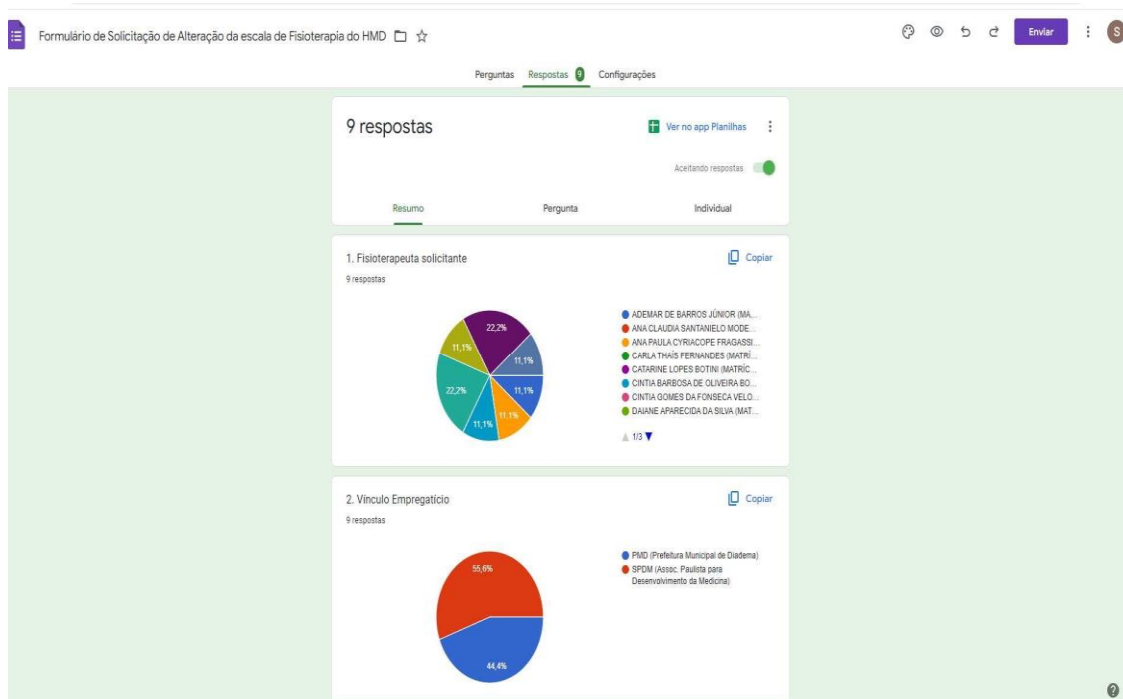 Formulário de Solicitação de Alteração da escala de Fisioterapia do HMD
Enviar
S
Perguntas Respostas 9 Configurações
9 respostas
Ver no app Planilhas
Aceitando respostas
Resumo Pergunta Individual
1. Fisioterapeuta solicitante
Copiar
9 respostas
22,2%
11,1%
11,1%
22,2%
11,1%
11,1%
11,1%
ADEMAR DE BARROS JÚNIOR (MA...
ANA CLAUDIA SANTANIELO MODE...
ANA PAULA CYRIACOPE FRAGASSI...
CARLA THAÍS FERNANDES (MATRÍ...
CATARINE LOPES BOTINI (MATRÍC...
CINTIA BARBOSA DE OLIVEIRA BO...
CINTIA GOMES DA FONSECA VELO...
DAIANE APARECIDA DA SILVA (MAT...
1/3
2. Vínculo Empregatício
Copiar
9 respostas
55,6%
44,4%
PMD (Prefeitura Municipal de Diadema)
SPDM (Assoc. Paulista para
Desenvolvimento da Medicina)
?